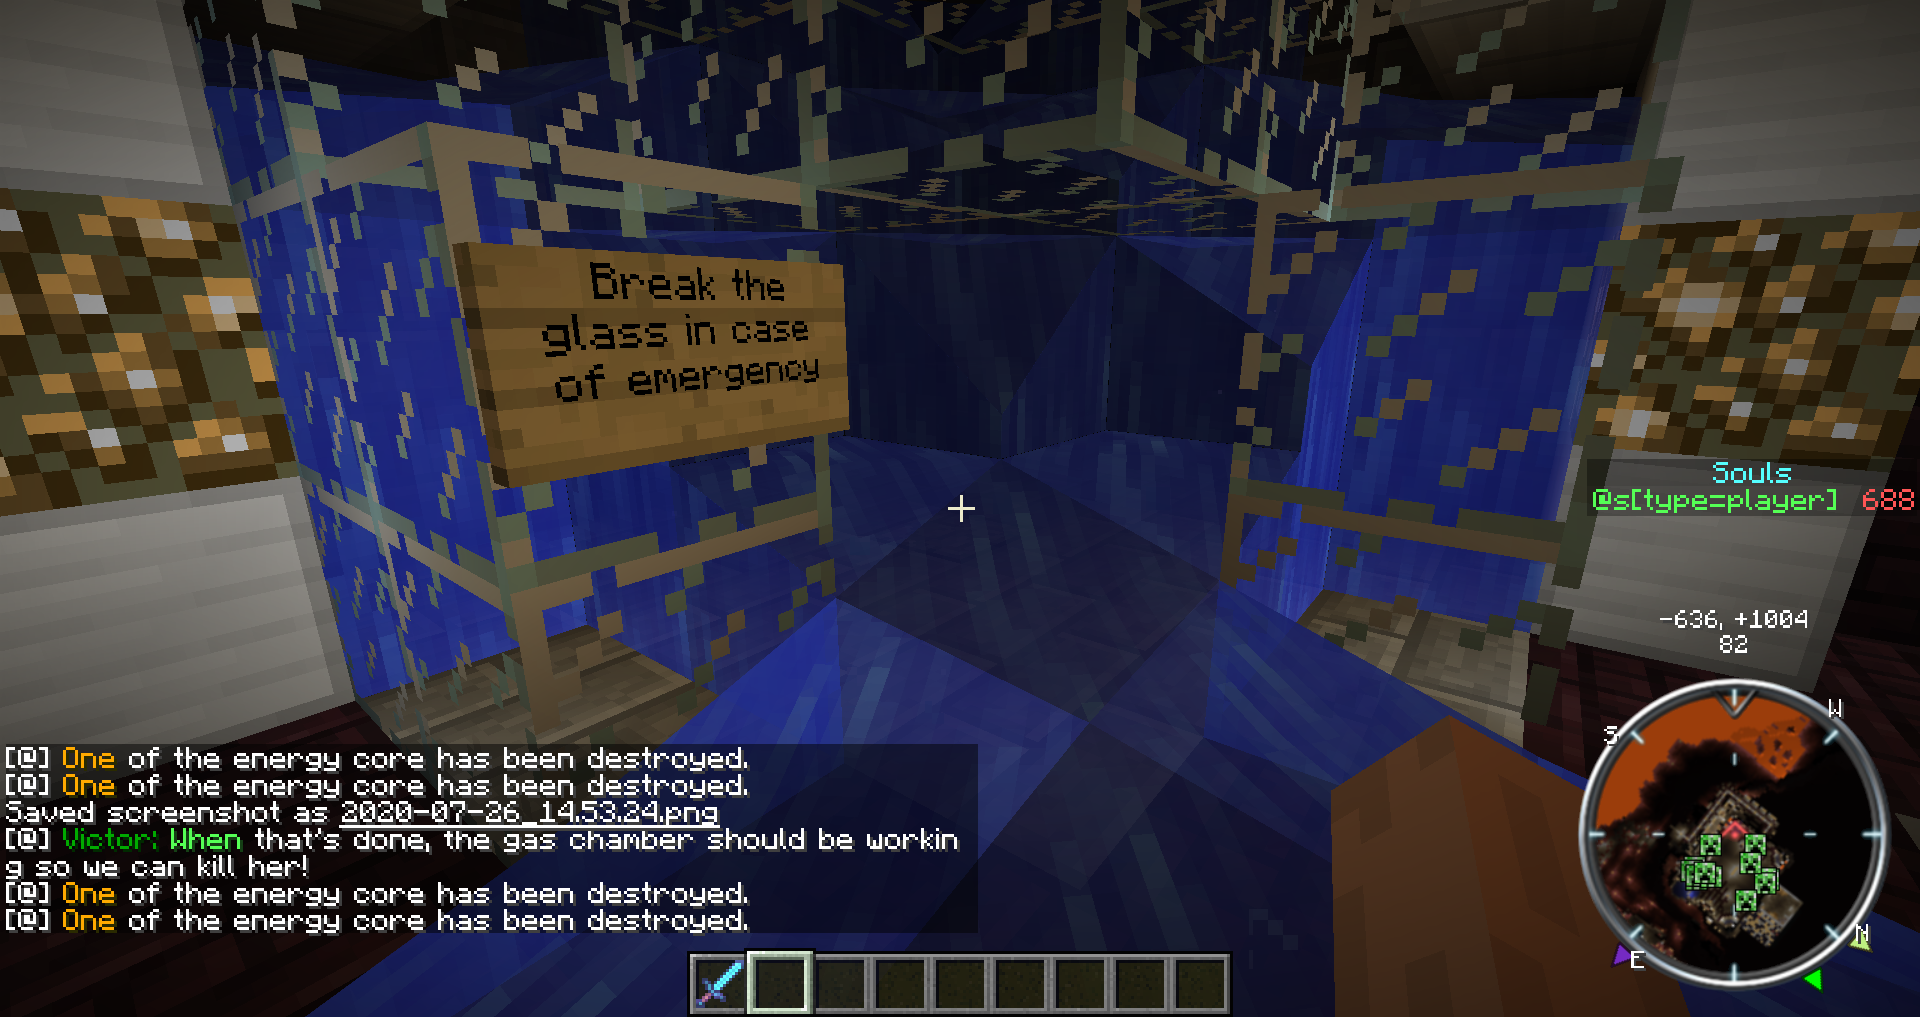 Break the
glass in case
of emergency
Souls
@s[type=player] 688
-636, +1004
82
S
W
N
E
[@] One of the energy core has been destroyed.
[@] One of the energy core has been destroyed.
Saved screenshot as 2020-07-26_14.53.24.png
[@] Victor: When that's done, the gas chamber should be workin
g so we can kill her!
[@] One of the energy core has been destroyed.
[@] One of the energy core has been destroyed.